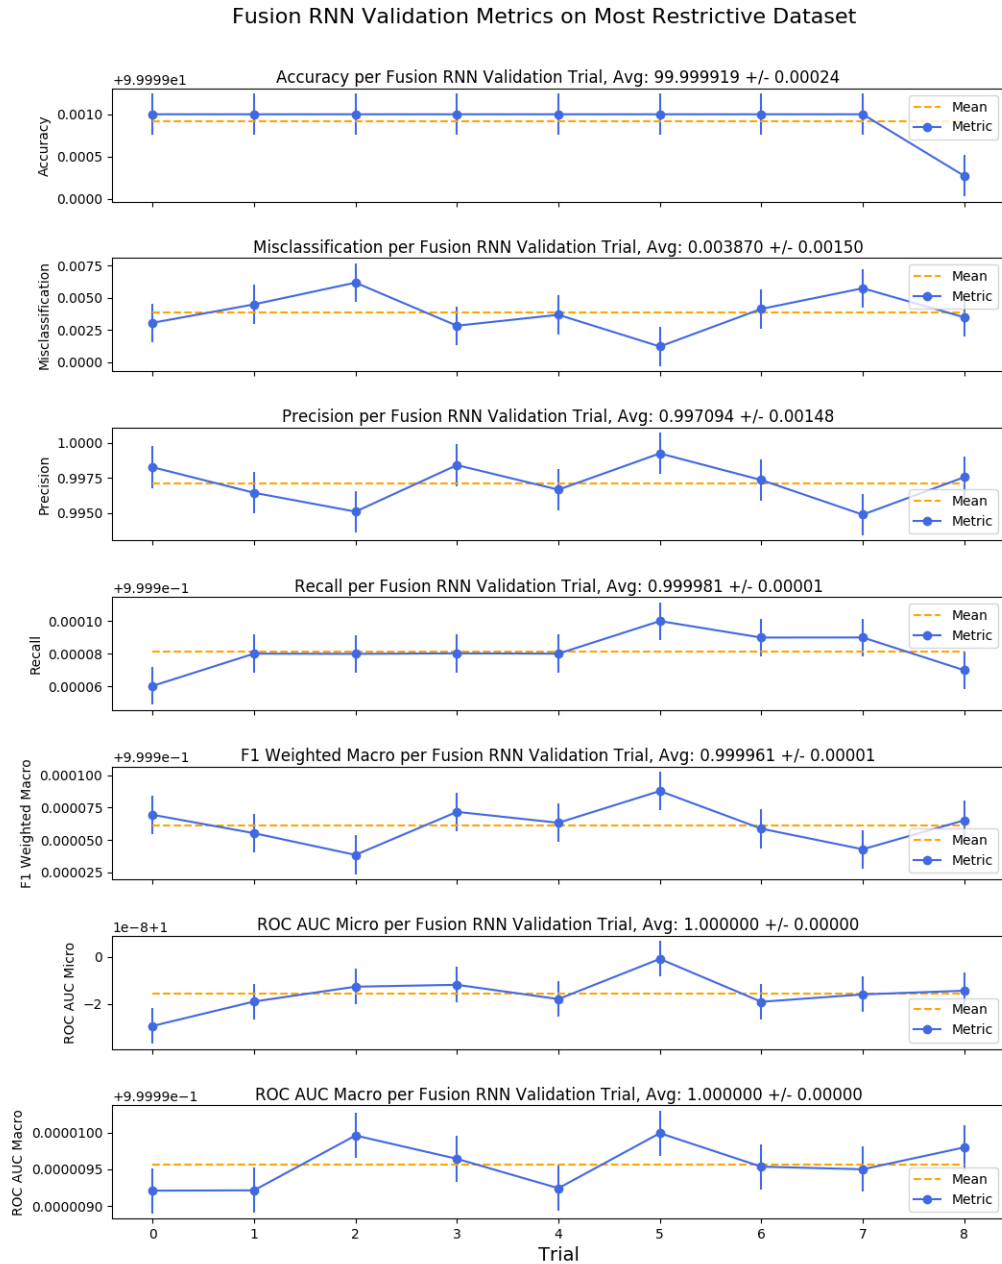 Fusion RNN Validation Metrics on Most Restrictive Dataset
+9.9999e1
Accuracy per Fusion RNN Validation Trial, Avg: 99.999919 +/- 0.00024
Accuracy
0.0010
0.0005
0.0000
Mean
Metric
Misclassification per Fusion RNN Validation Trial, Avg: 0.003870 +/- 0.00150
Misclassification
0.0075
0.0050
0.0025
0.0000
Mean
Metric
Precision per Fusion RNN Validation Trial, Avg: 0.997094 +/- 0.00148
Precision
1.0000
0.9975
0.9950
Mean
Metric
+9.999e−1
Recall per Fusion RNN Validation Trial, Avg: 0.999981 +/- 0.00001
Recall
0.00010
0.00008
0.00006
Mean
Metric
+9.999e−1
F1 Weighted Macro per Fusion RNN Validation Trial, Avg: 0.999961 +/- 0.00001
F1 Weighted Macro
0.000100
0.000075
0.000050
0.000025
Mean
Metric
1e−8+1
ROC AUC Micro per Fusion RNN Validation Trial, Avg: 1.000000 +/- 0.00000
ROC AUC Micro
0
−2
Mean
Metric
+9.9999e−1
ROC AUC Macro per Fusion RNN Validation Trial, Avg: 1.000000 +/- 0.00000
ROC AUC Macro
0.0000100
0.0000095
0.0000090
Mean
Metric
0 1 2 3 4 5 6 7 8
Trial